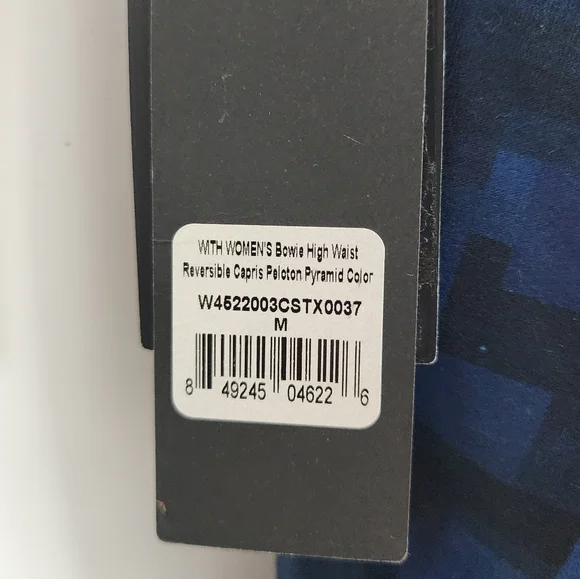 WITH WOMEN'S Bowie High Waist
Reversible Capris Peloton Pyramid Color
W4522003CSTX0037
M
8 49245 04622 6